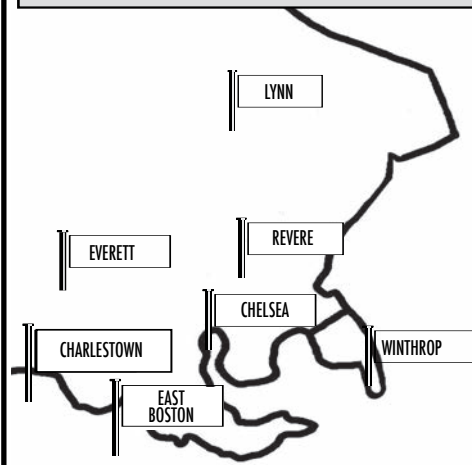 LYNN
REVERE
EVERETT
CHELSEA
CHARLESTOWN
WINTHROP
EAST
BOSTON